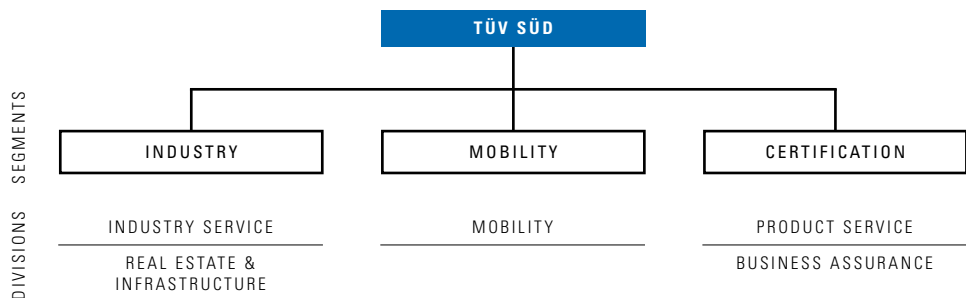 TÜV SÜD
SEGMENTS
INDUSTRY
MOBILITY
CERTIFICATION
DIVISIONS
INDUSTRY SERVICE
MOBILITY
PRODUCT SERVICE
REAL ESTATE &
INFRASTRUCTURE
BUSINESS ASSURANCE